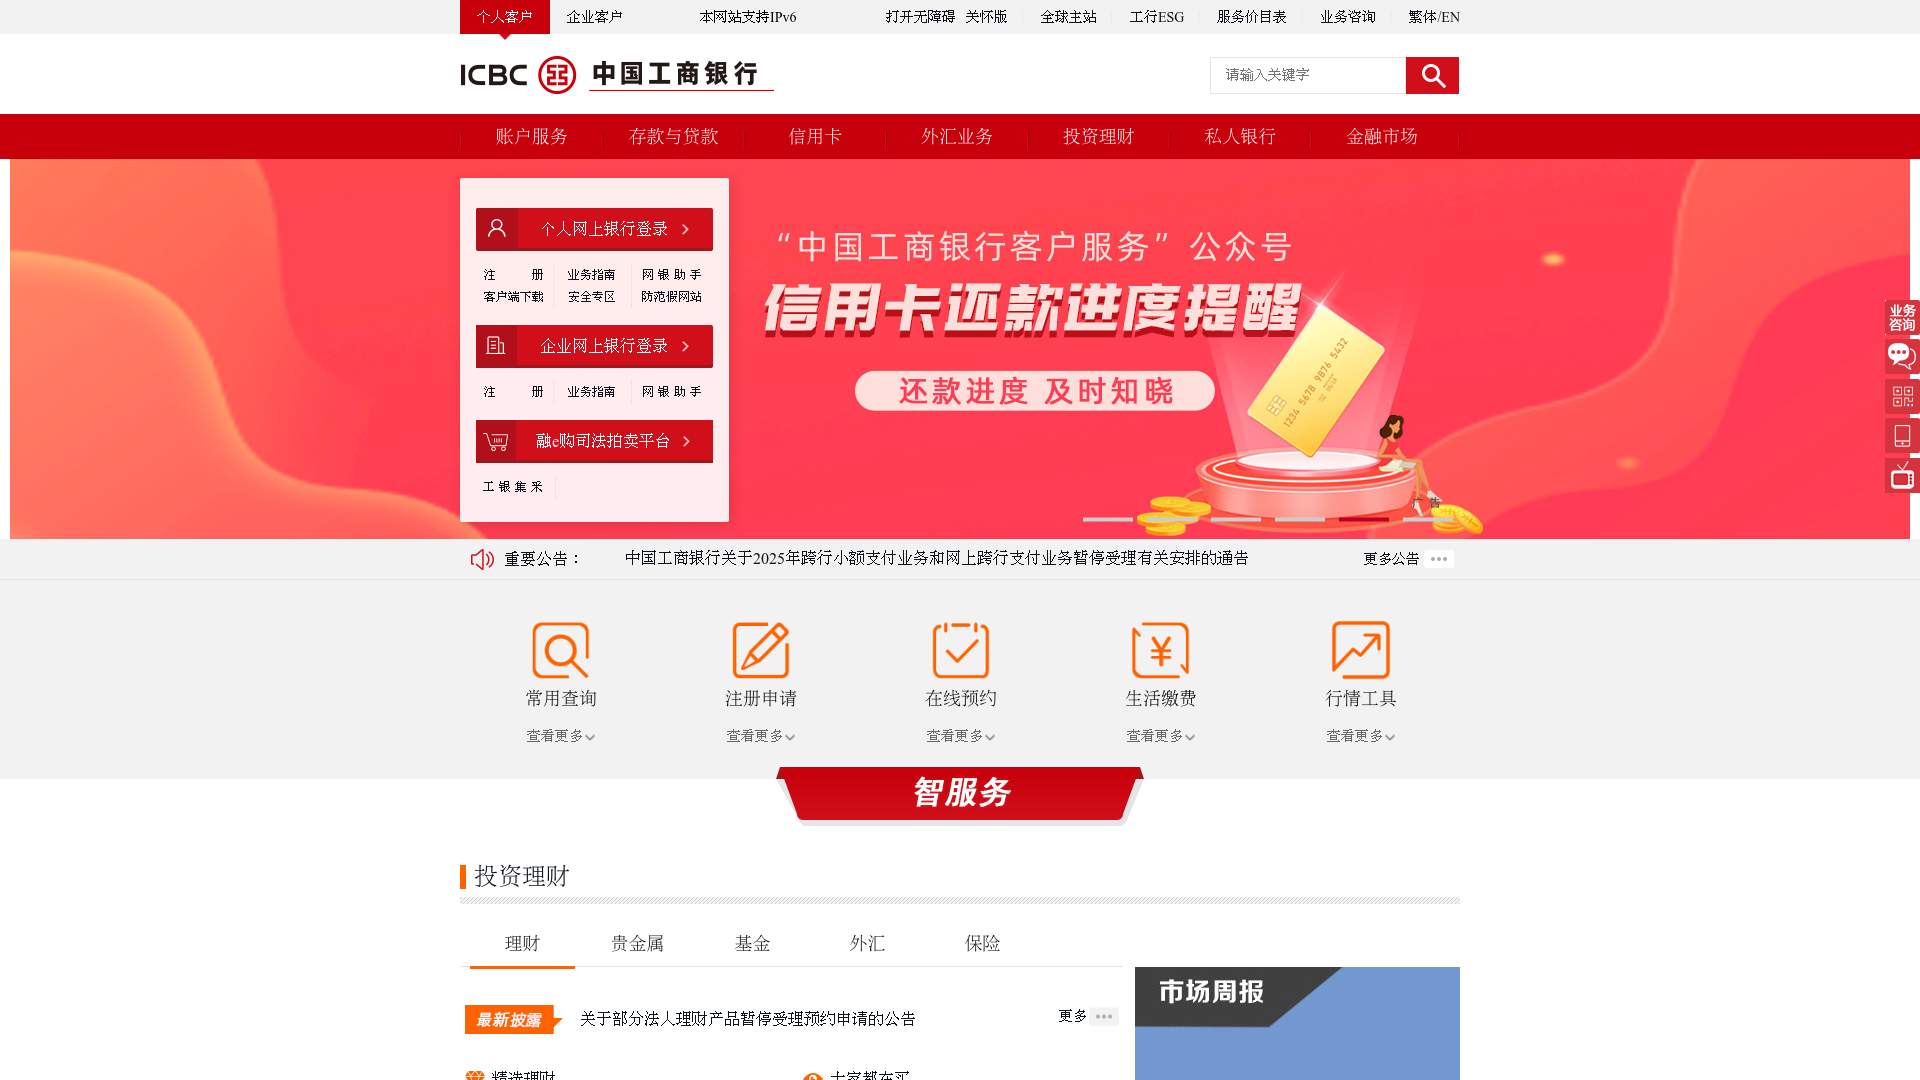 个人客户 企业客户 本网站支持IPv6 打开无障碍 关怀版 全球主站 工行ESG 服务价目表 业务咨询 繁体/EN
ICBC 中国工商银行
请输入关键字
账户服务 存款与贷款 信用卡 外汇业务 投资理财 私人银行 金融市场
个人网上银行登录
注 册 业务指南 网银助手
客户端下载 安全专区 防范假网站
企业网上银行登录
注 册 业务指南 网银助手
融e购司法拍卖平台
工银集采
“中国工商银行客户服务”公众号
信用卡还款进度提醒
还款进度 及时知晓
1234 5678 9876 5432
广告
业务
咨询
重要公告： 中国工商银行关于2025年跨行小额支付业务和网上跨行支付业务暂停受理有关安排的通告 更多公告
常用查询 注册申请 在线预约 生活缴费 行情工具
查看更多 查看更多 查看更多 查看更多 查看更多
智服务
投资理财
理财 贵金属 基金 外汇 保险
市场周报
最新披露 关于部分法人理财产品暂停受理预约申请的公告 更多
精选理财 大家都在买